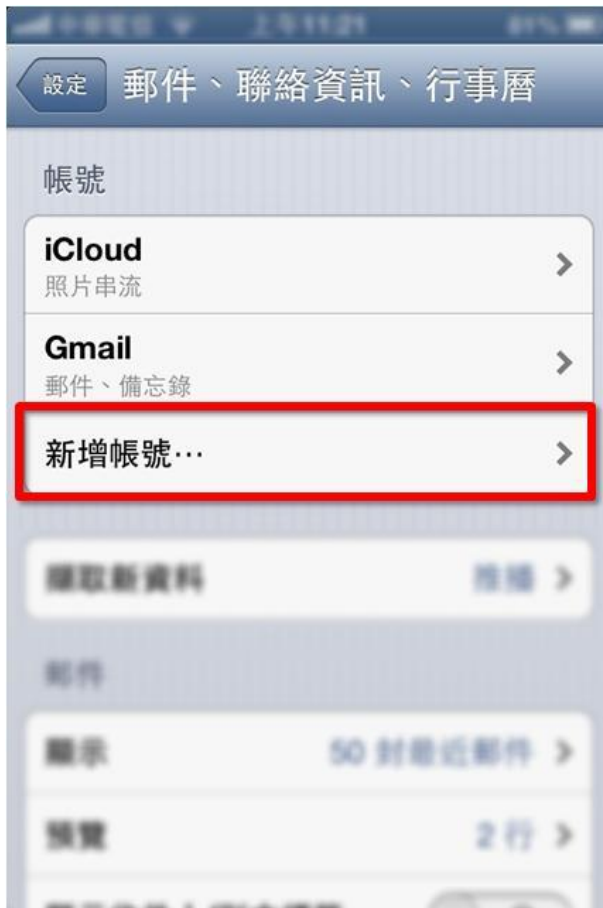 設定
郵件、聯絡資訊、行事曆
帳號
iCloud
照片串流
Gmail
郵件、備忘錄
新增帳號…
擷取新資料
推播
郵件
顯示
50 封最近郵件
預覽
2 行